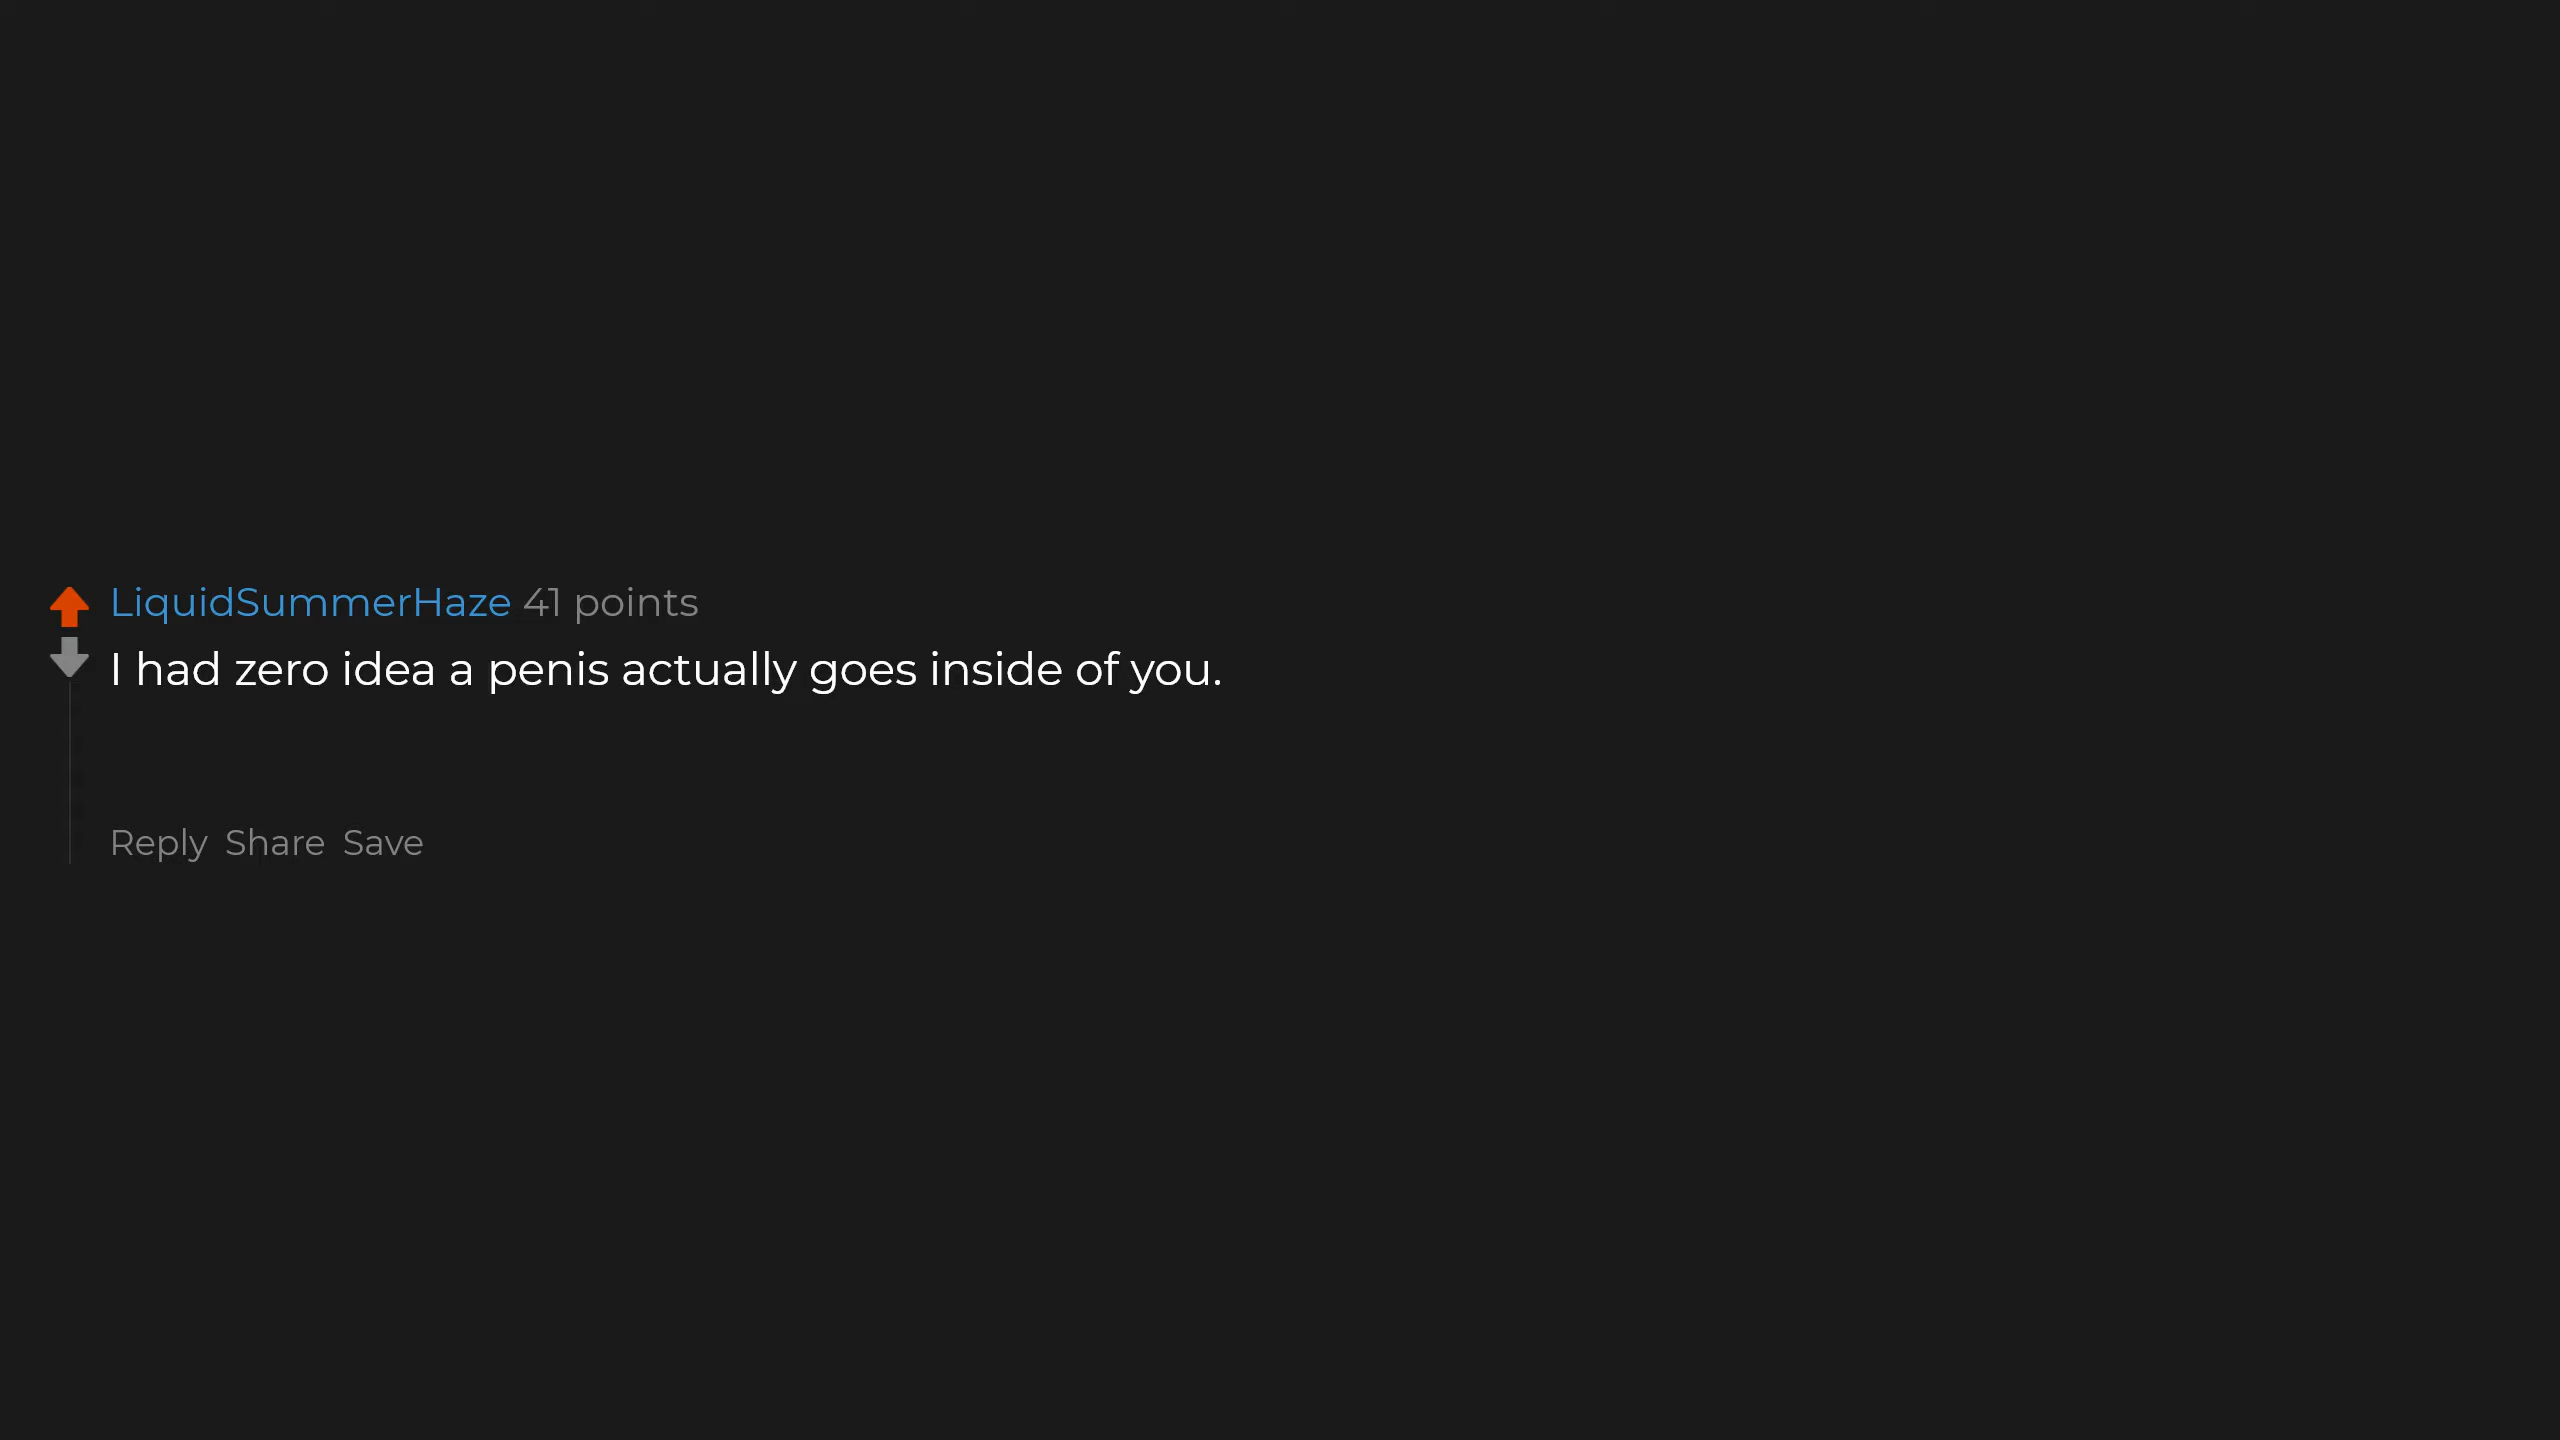 LiquidSummerHaze 41 points
I had zero idea a penis actually goes inside of you.
Reply Share Save